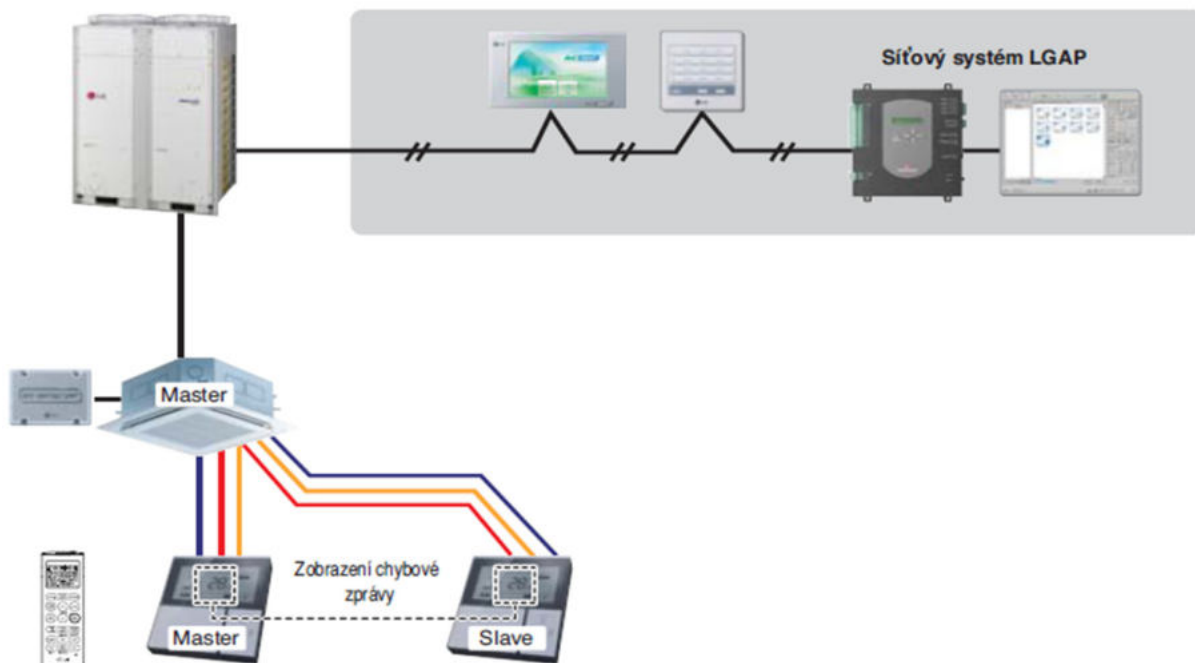 Síťový systém LGAP
Master
Zobrazení chybové
zprávy
Master
Slave